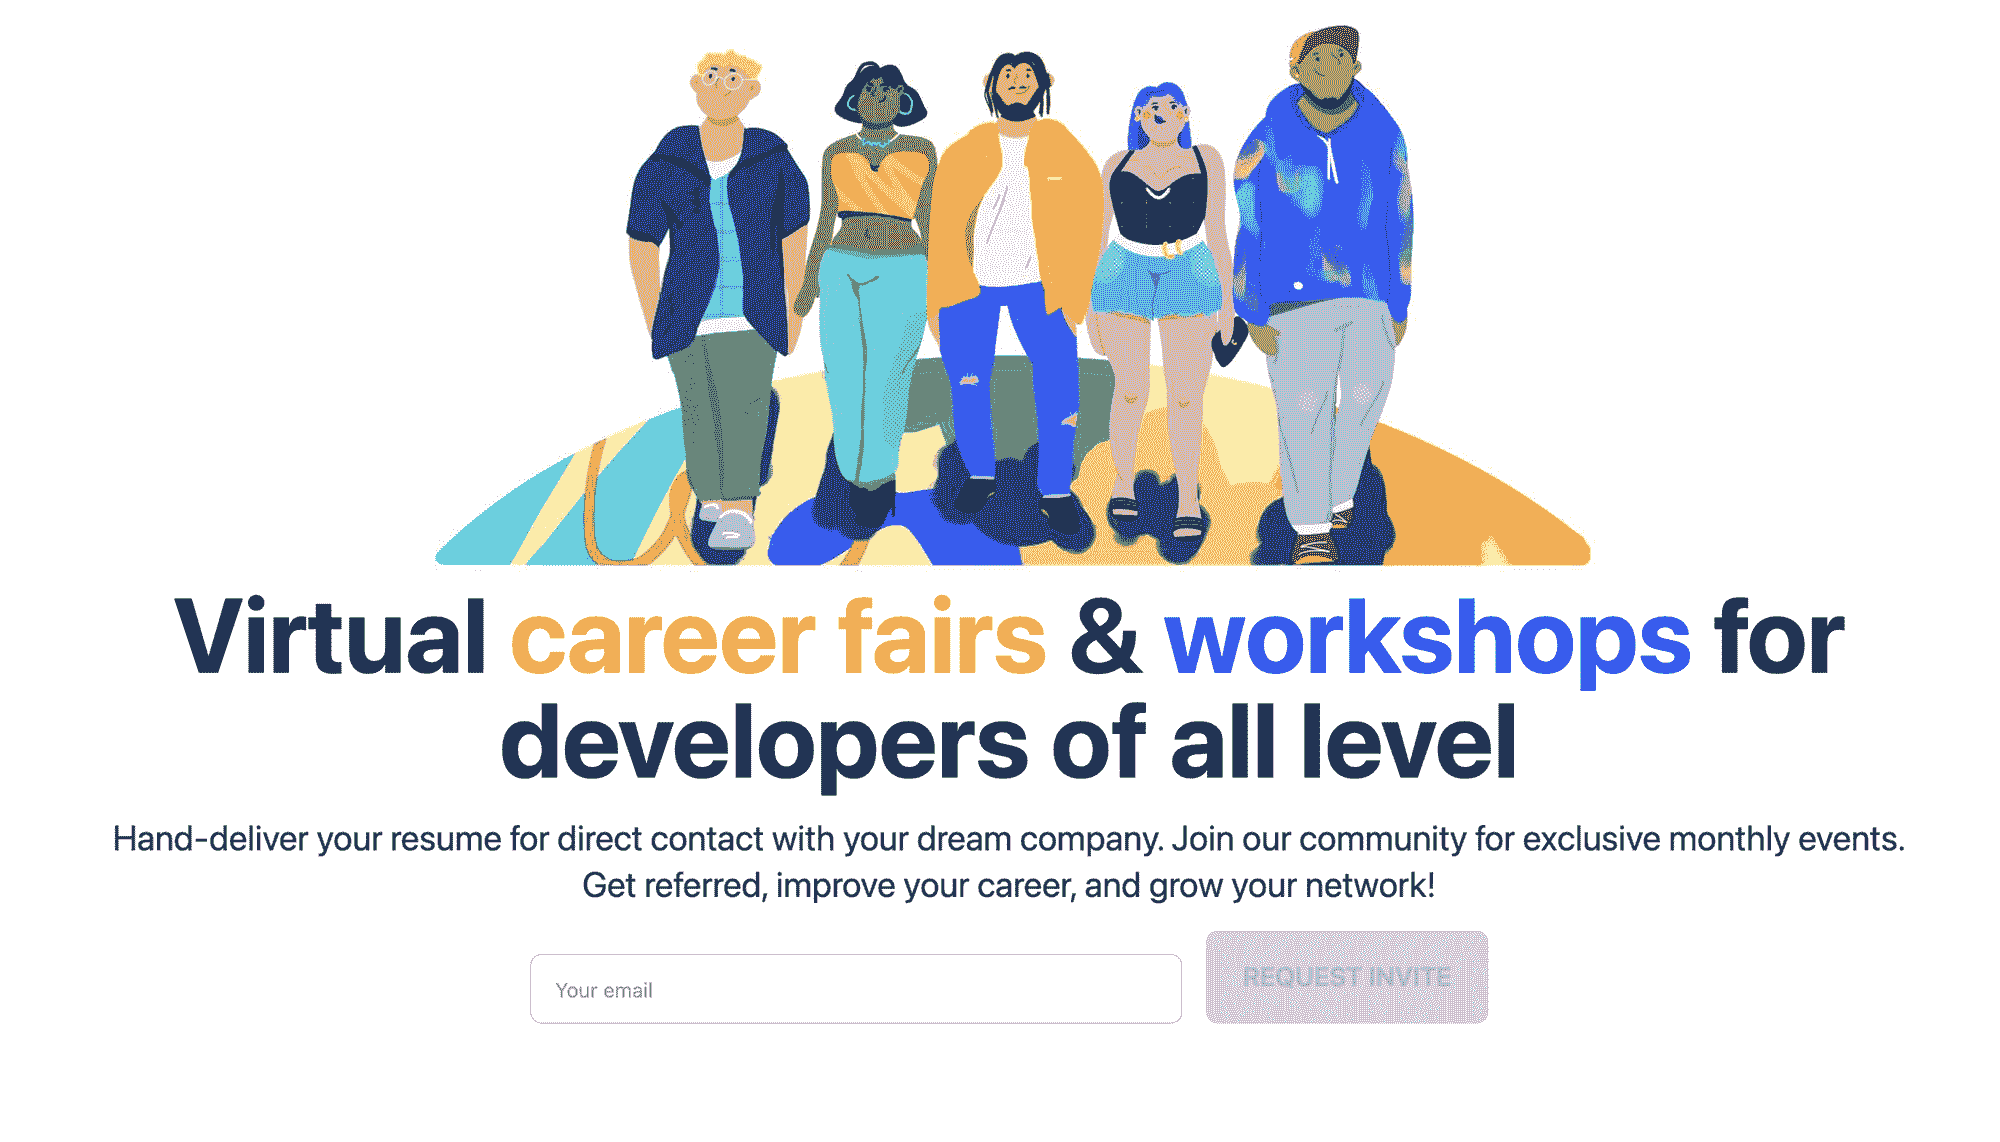 Virtual career fairs & workshops for
developers of all level
Hand-deliver your resume for direct contact with your dream company. Join our community for exclusive monthly events.
Get referred, improve your career, and grow your network!
Your email
REQUEST INVITE